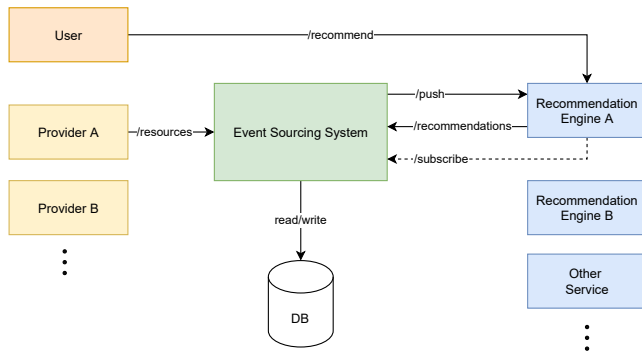 User
/recommend
/push
Recommendation
Engine A
Provider A
/resources
Event Sourcing System
/recommendations
/subscribe
Provider B
Recommendation
Engine B
read/write
Other
Service
DB